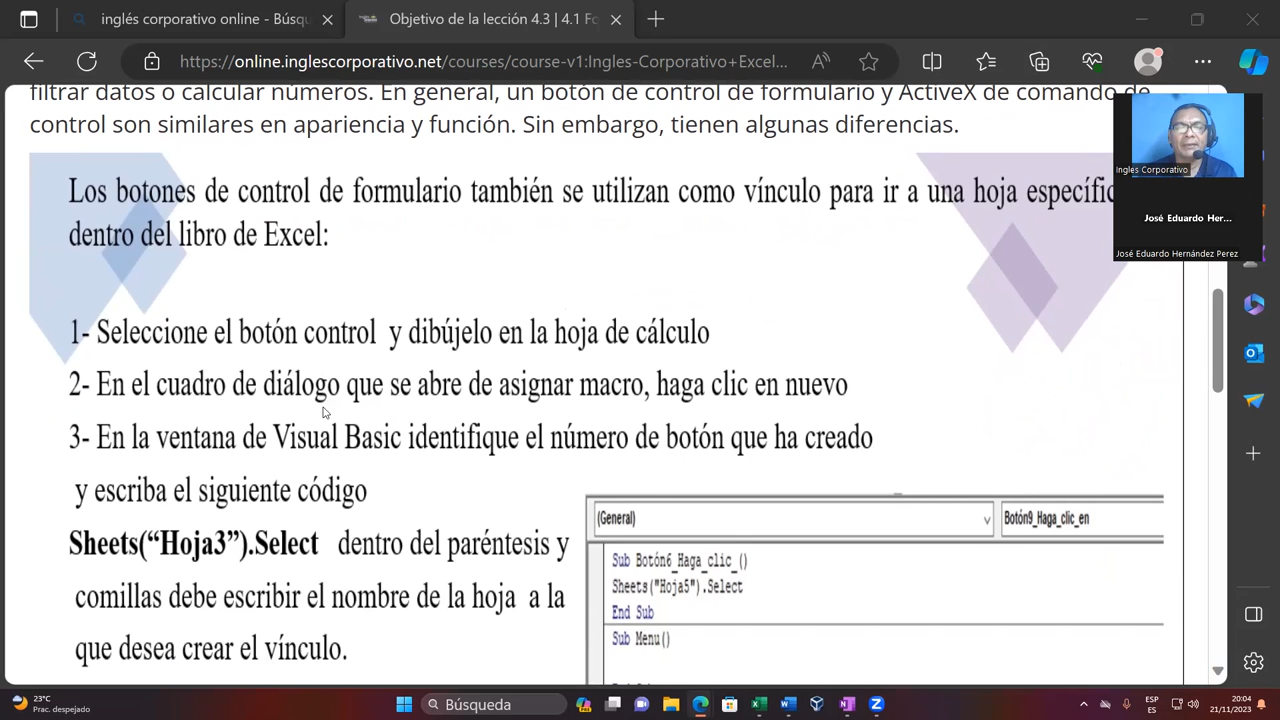 inglés corporativo online - Búsqu
Objetivo de la lección 4.3 | 4.1 Fo
https://online.inglescorporativo.net/courses/course-v1:Ingles-Corporativo+Excel...
filtrar datos o calcular números. En general, un botón de control de formulario y ActiveX de comando de
control son similares en apariencia y función. Sin embargo, tienen algunas diferencias.
Ingles Corporativo
José Eduardo Her...
José Eduardo Hernández Perez
Los botones de control de formulario también se utilizan como vínculo para ir a una hoja específic
dentro del libro de Excel:
1- Seleccione el botón control y dibújelo en la hoja de cálculo
2- En el cuadro de diálogo que se abre de asignar macro, haga clic en nuevo
3- En la ventana de Visual Basic identifique el número de botón que ha creado
y escriba el siguiente código
Sheets(“Hoja3”).Select dentro del paréntesis y
comillas debe escribir el nombre de la hoja a la
que desea crear el vínculo.
(General)
Botón9_Haga_clic_en
Sub Botón6_Haga_clic_()
Sheets("Hoja5").Select
End Sub
Sub Menu()
23°C
Prac. despejado
Búsqueda
ESP
ES
20:04
21/11/2023